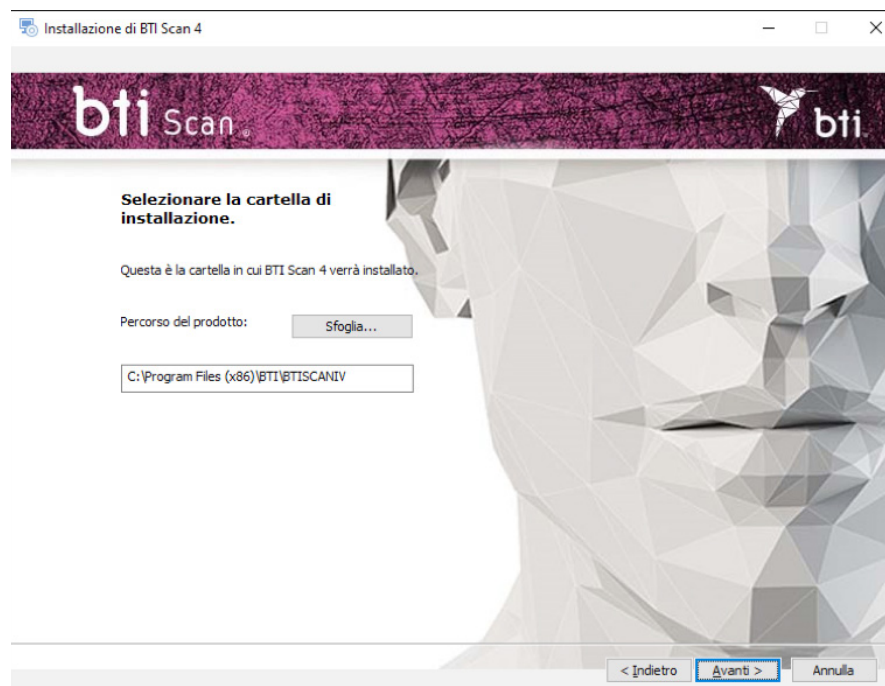 Installazione di BTI Scan 4
bti Scan ®
bti
Selezionare la cartella di
installazione.
Questa è la cartella in cui BTI Scan 4 verrà installato.
Percorso del prodotto:
Sfoglia...
C:\Program Files (x86)\BTI\BTISCANIV
< Indietro
Avanti >
Annulla